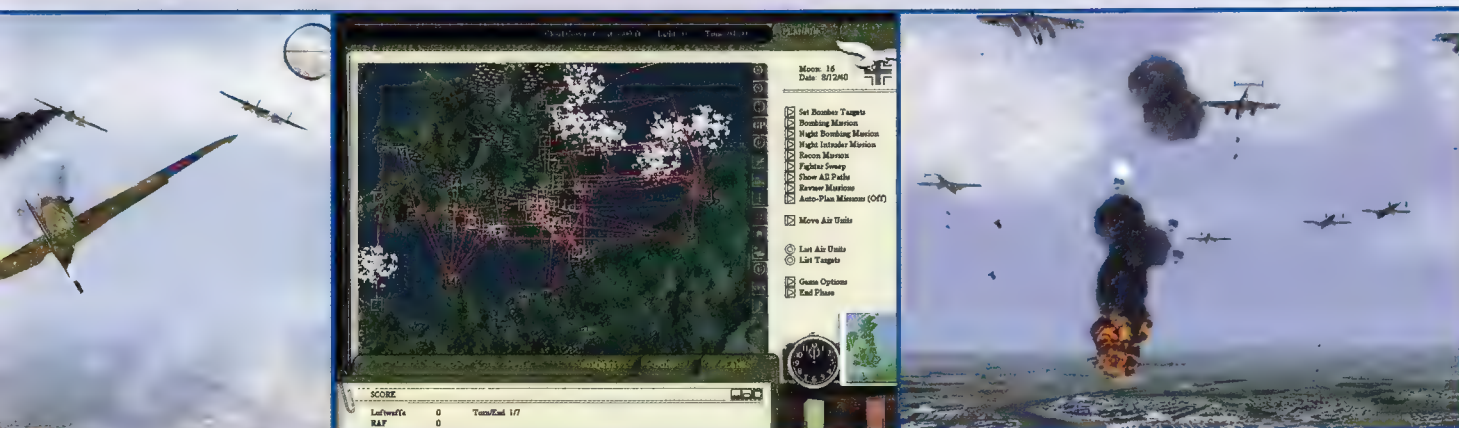 Moon: 16
Date: 8/12/40
Set Bomber Targets
Bombing Mission
Night Bombing Mission
Night Intruder Mission
Recon Mission
Fighter Sweep
Show All Paths
Review Missions
Auto-Plan Missions (Off)
Move Air Units
List Air Units
List Targets
Game Options
End Phase
SCORE
Luftwaffe 0 Turn/End 1/7
RAF 0